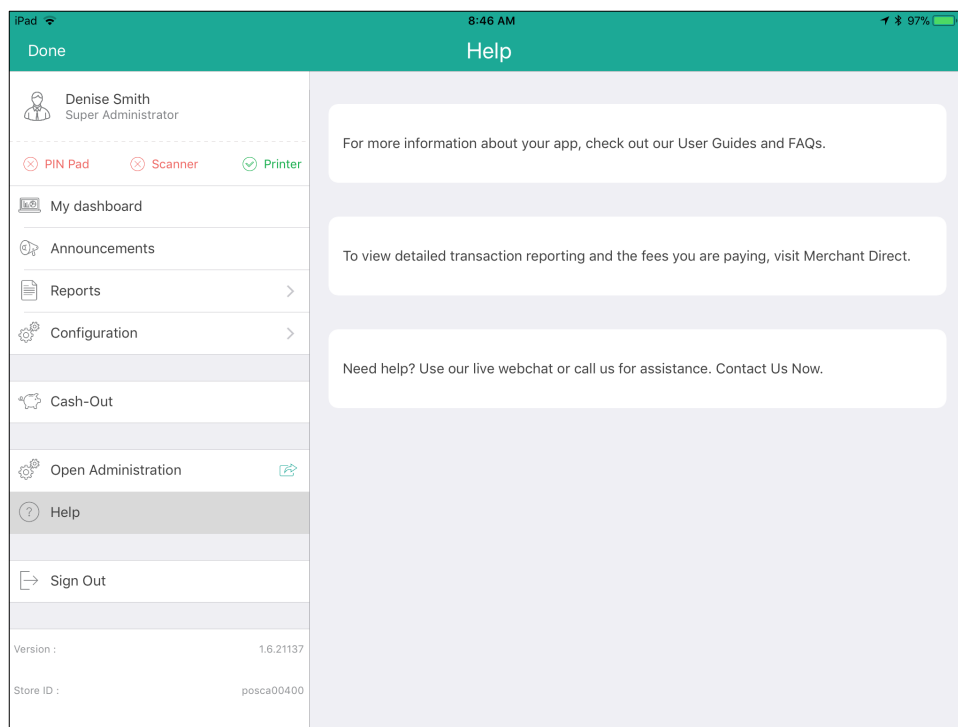 iPad 8:46 AM 97%
Done Help
Denise Smith
Super Administrator
PIN Pad Scanner Printer
My dashboard
Announcements
Reports
Configuration
Cash-Out
Open Administration
Help
Sign Out
Version : 1.6.21137
Store ID : posca00400
For more information about your app, check out our User Guides and FAQs.
To view detailed transaction reporting and the fees you are paying, visit Merchant Direct.
Need help? Use our live webchat or call us for assistance. Contact Us Now.